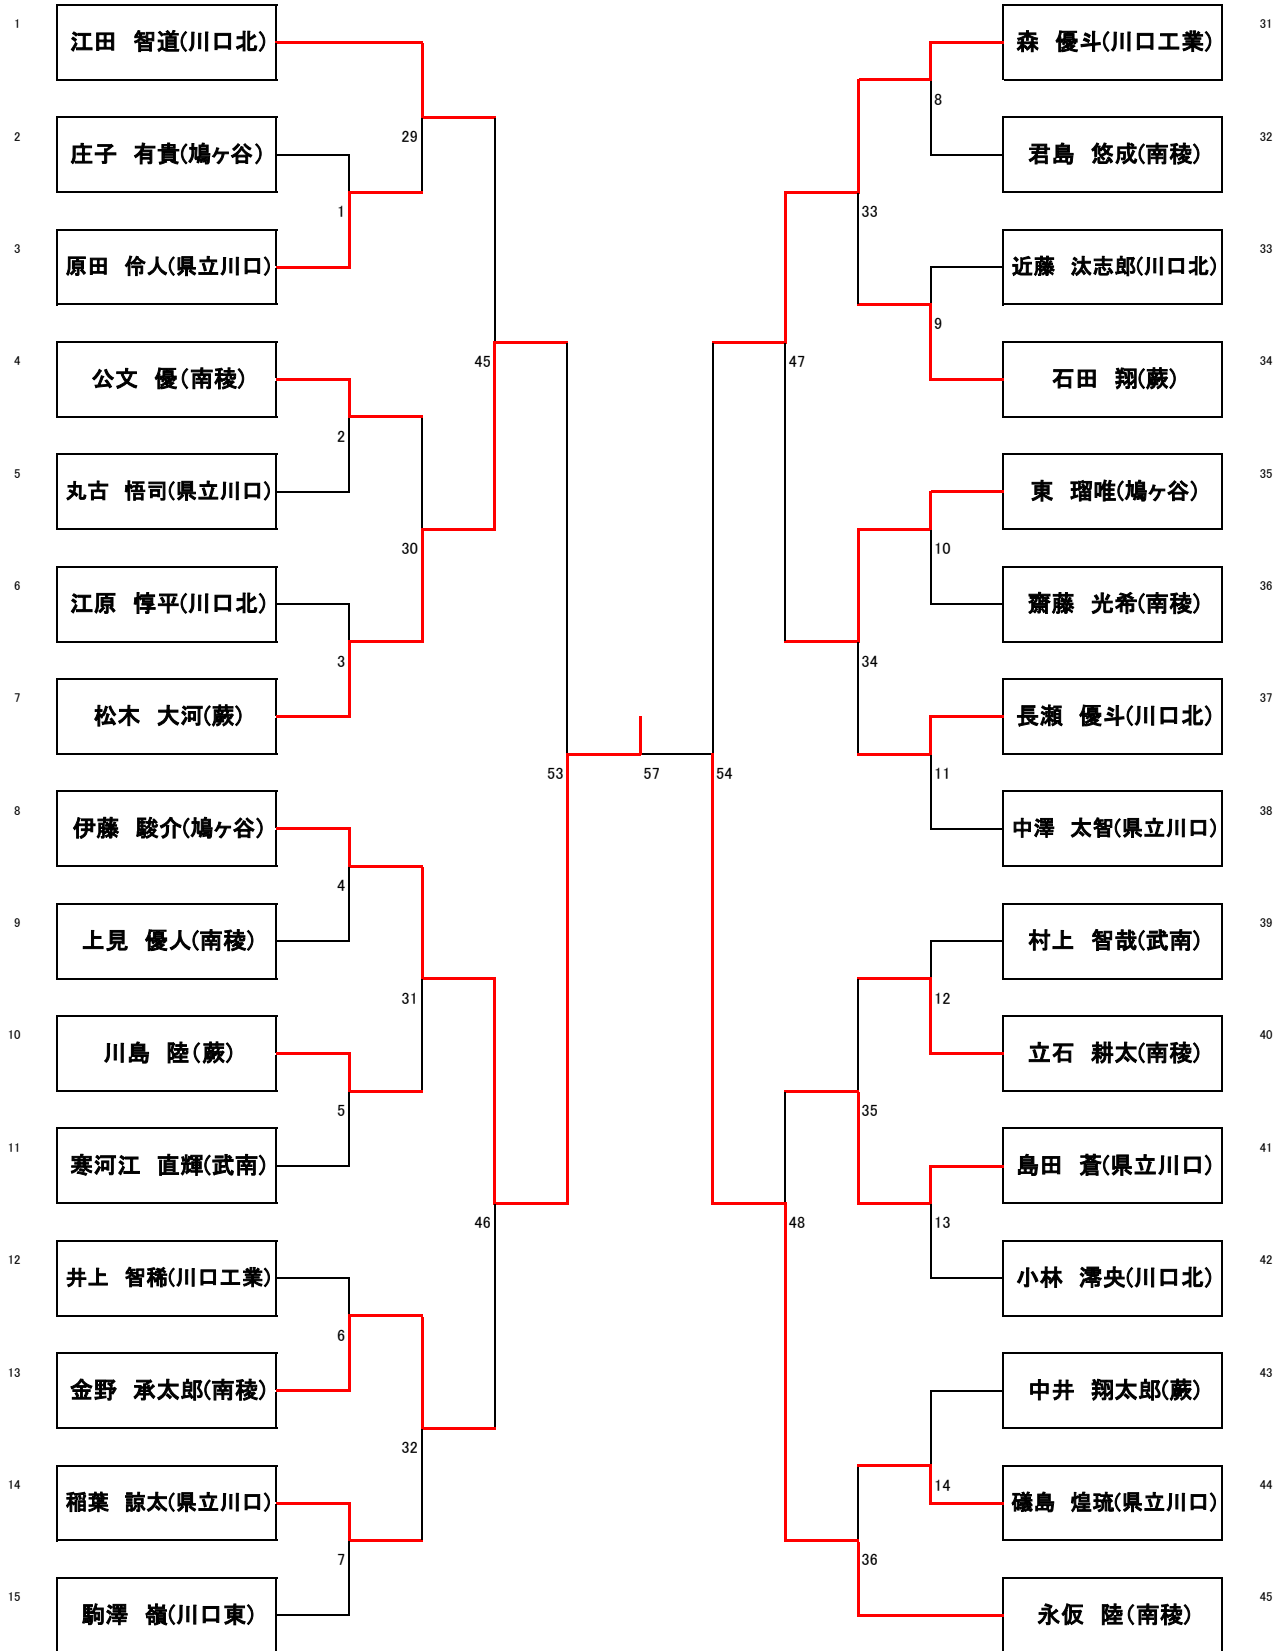 1 江田　智道(川口北)
2 庄子　有貴(鳩ヶ谷)
3 原田　伶人(県立川口)
4 公文　優(南稜)
5 丸古　悟司(県立川口)
6 江原　惇平(川口北)
7 松木　大河(蕨)
8 伊藤　駿介(鳩ヶ谷)
9 上見　優人(南稜)
10 川島　陸(蕨)
11 寒河江　直輝(武南)
12 井上　智稀(川口工業)
13 金野　承太郎(南稜)
14 稲葉　諒太(県立川口)
15 駒澤　嶺(川口東)
1
2
3
4
5
6
7
29
30
31
32
45
46
53
57
54
47
48
33
34
35
36
8
9
10
11
12
13
14
森　優斗(川口工業) 31
君島　悠成(南稜) 32
近藤　汰志郎(川口北) 33
石田　翔(蕨) 34
東　瑠唯(鳩ヶ谷) 35
齋藤　光希(南稜) 36
長瀬　優斗(川口北) 37
中澤　太智(県立川口) 38
村上　智哉(武南) 39
立石　耕太(南稜) 40
島田　蒼(県立川口) 41
小林　澪央(川口北) 42
中井　翔太郎(蕨) 43
礒島　煌琉(県立川口) 44
永仮　陸(南稜) 45